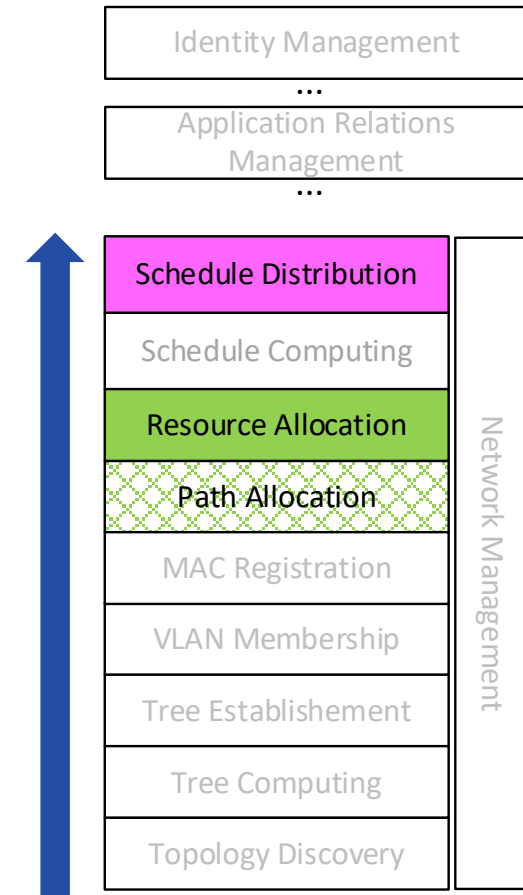 Identity Management
...
Application Relations
Management
...
Schedule Distribution
Schedule Computing
Resource Allocation
Path Allocation
MAC Registration
VLAN Membership
Tree Establishement
Tree Computing
Topology Discovery
Network Management